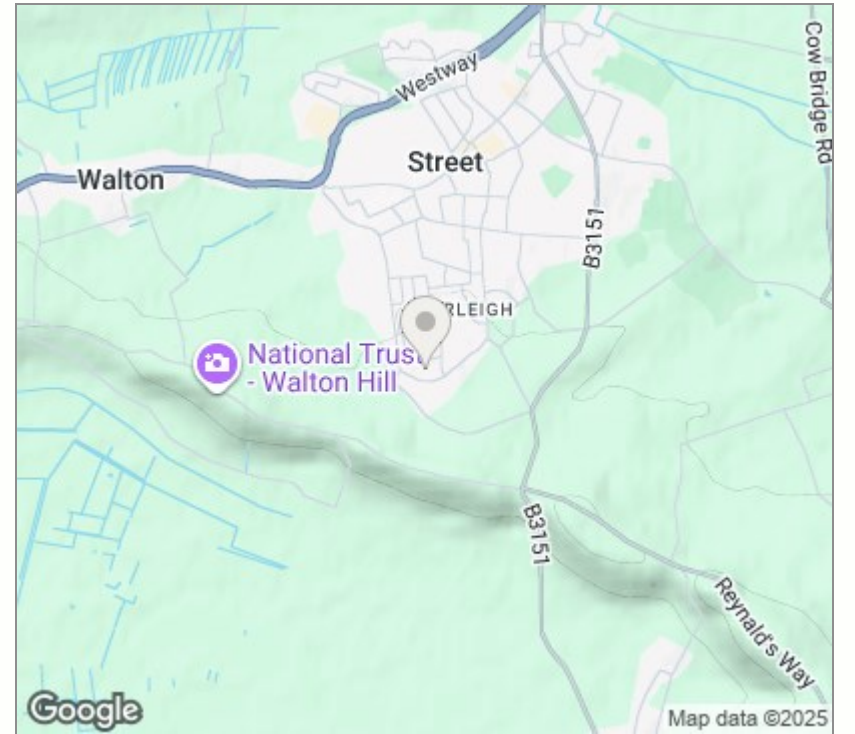 Cow Bridge Rd
Westway
Street
Walton
B3151
RLEIGH
National Trust
- Walton Hill
B3151
Reynald's Way
Google
Map data ©2025